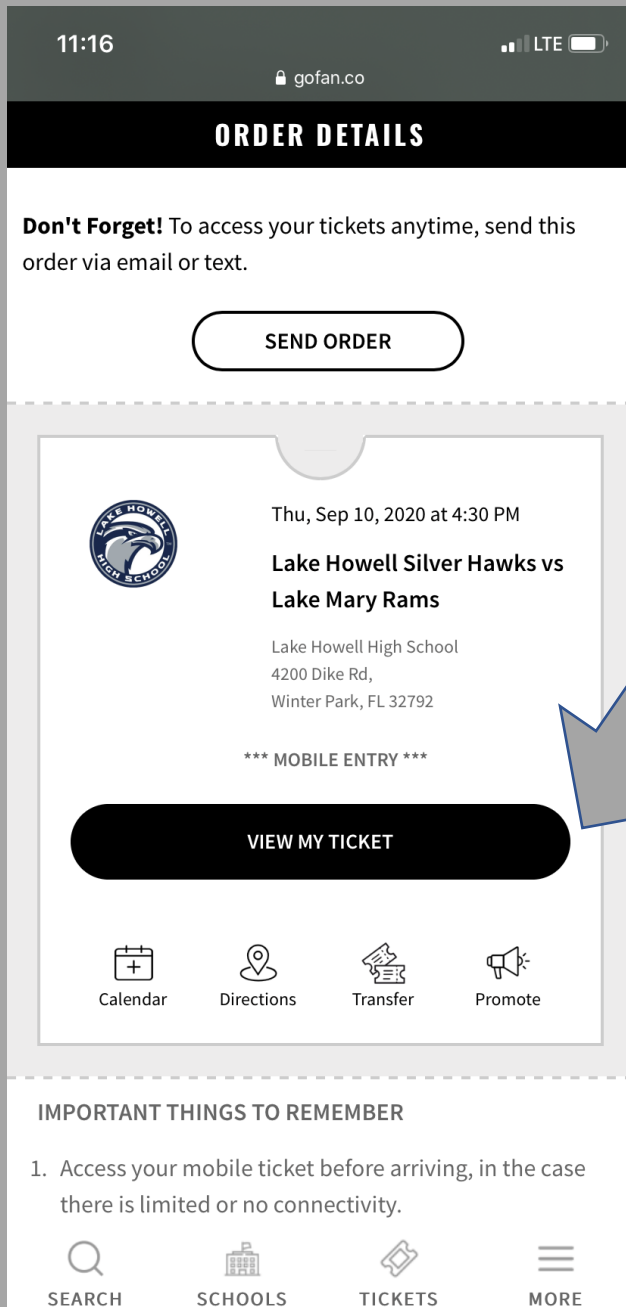 11:16
LTE
gofan.co
ORDER DETAILS
Don't Forget! To access your tickets anytime, send this
order via email or text.
SEND ORDER
LAKE HOWELL
HIGH SCHOOL
Thu, Sep 10, 2020 at 4:30 PM
Lake Howell Silver Hawks vs
Lake Mary Rams
Lake Howell High School
4200 Dike Rd,
Winter Park, FL 32792
*** MOBILE ENTRY ***
VIEW MY TICKET
Calendar Directions Transfer Promote
IMPORTANT THINGS TO REMEMBER
1. Access your mobile ticket before arriving, in the case
there is limited or no connectivity.
SEARCH SCHOOLS TICKETS MORE